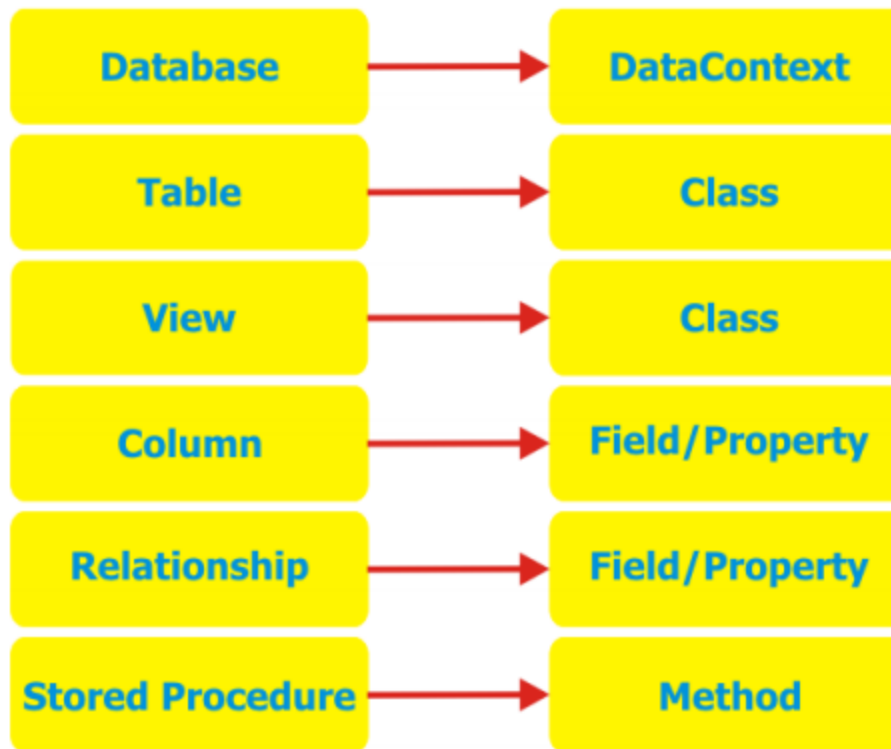 Database
DataContext
Table
Class
View
Class
Column
Field/Property
Relationship
Field/Property
Stored Procedure
Method